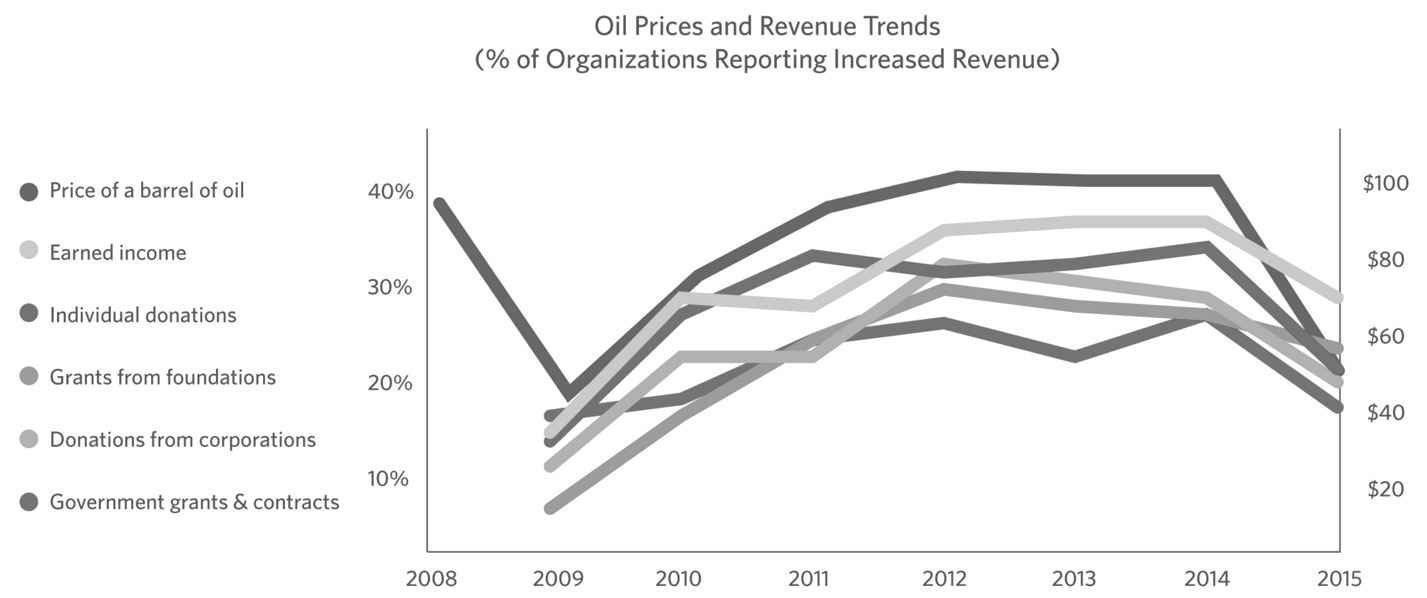 Oil Prices and Revenue Trends
(% of Organizations Reporting Increased Revenue)
Price of a barrel of oil
Earned income
Individual donations
Grants from foundations
Donations from corporations
Government grants & contracts
40%
30%
20%
10%
$100
$80
$60
$40
$20
2008 2009 2010 2011 2012 2013 2014 2015